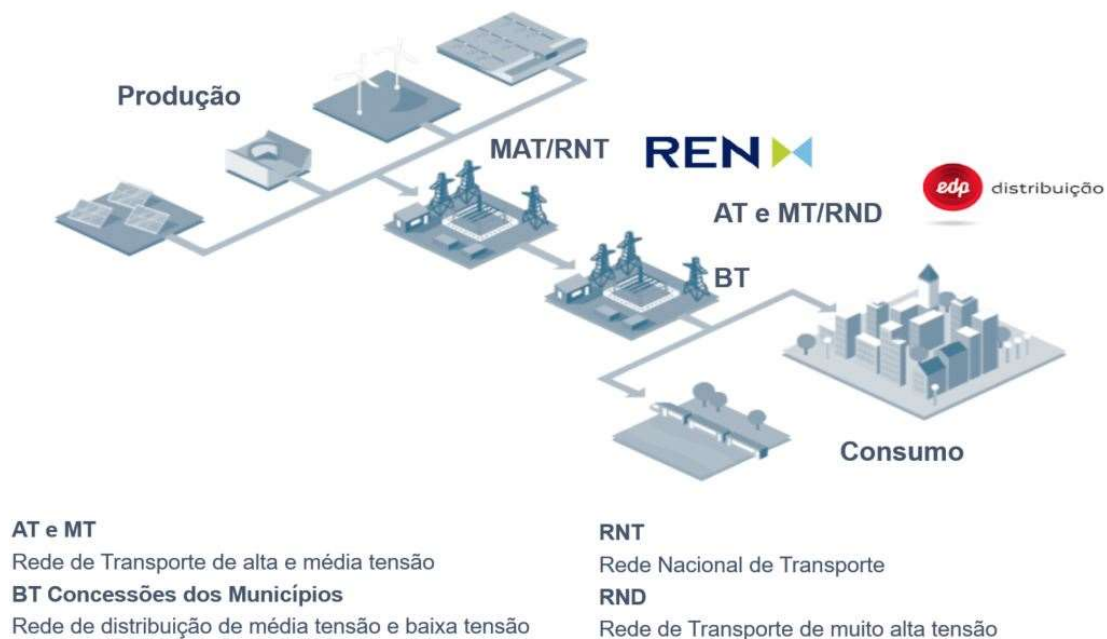 Produção
MAT/RNT
REN
edp distribuição
AT e MT/RND
BT
Consumo
AT e MT
Rede de Transporte de alta e média tensão
BT Concessões dos Municípios
Rede de distribuição de média tensão e baixa tensão
RNT
Rede Nacional de Transporte
RND
Rede de Transporte de muito alta tensão